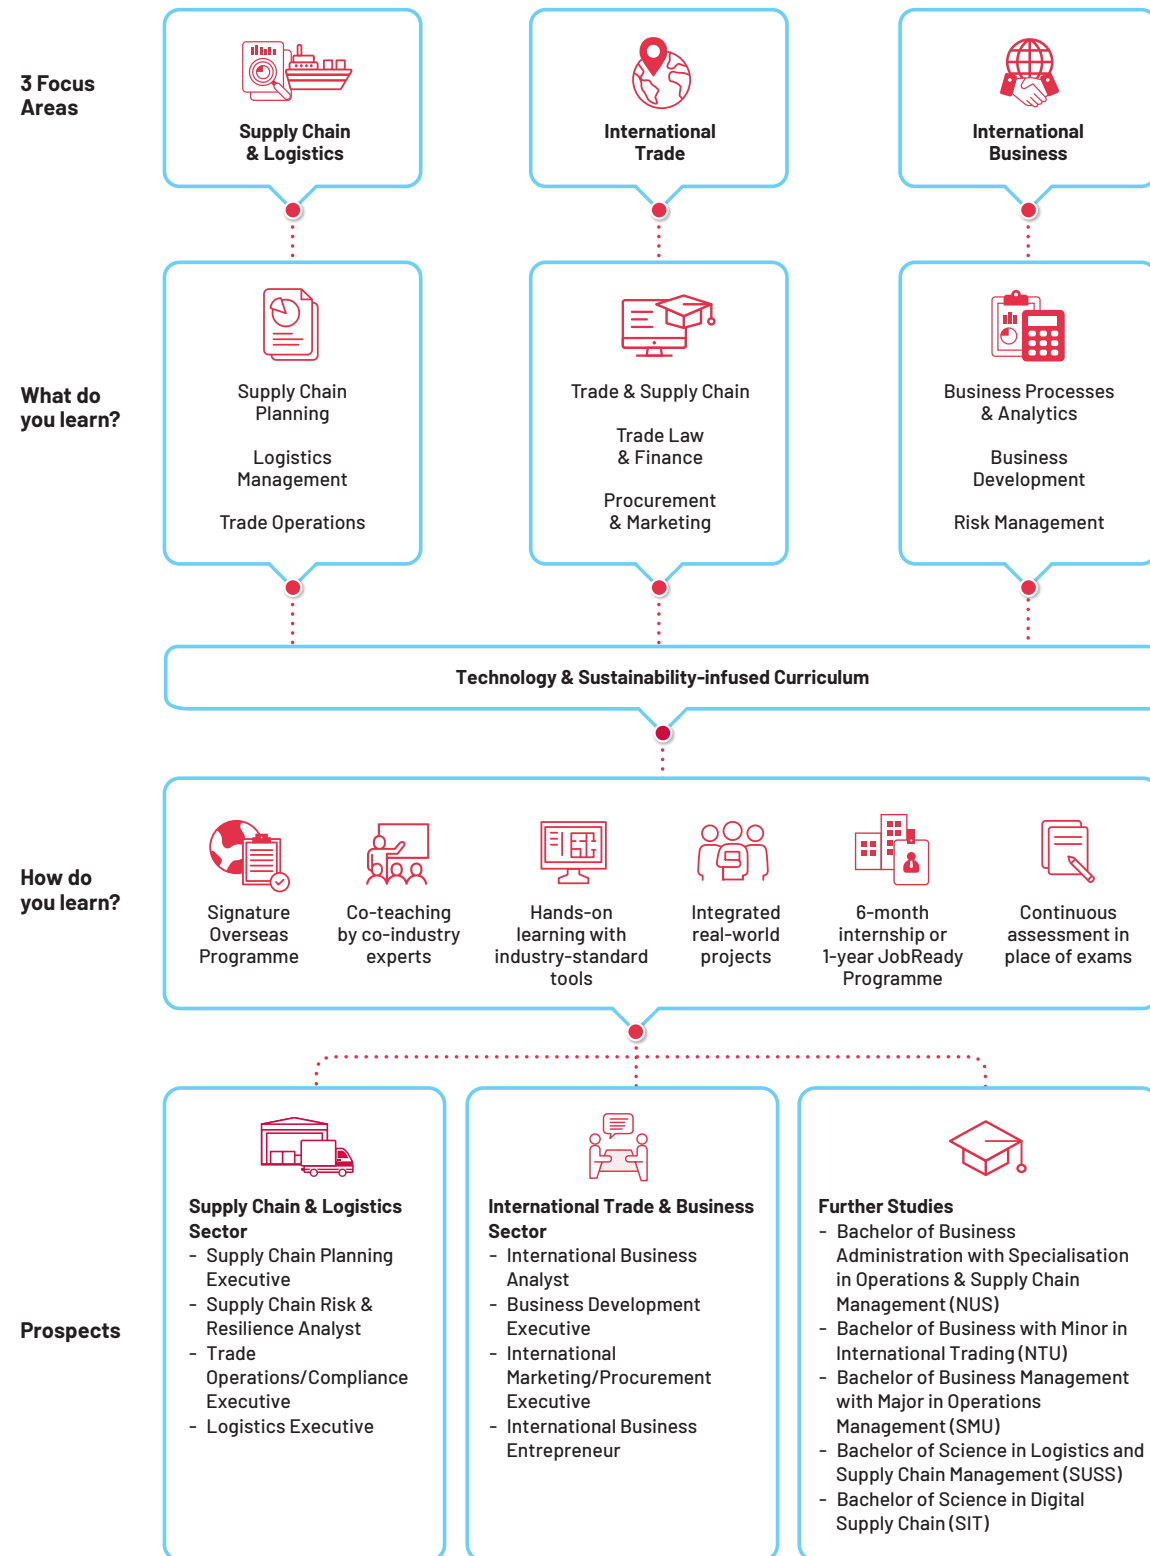 3 Focus
Areas
Supply Chain
& Logistics
International
Trade
International
Business
What do
you learn?
Supply Chain
Planning
Logistics
Management
Trade Operations
Trade & Supply Chain
Trade Law
& Finance
Procurement
& Marketing
Business Processes
& Analytics
Business
Development
Risk Management
Technology & Sustainability-infused Curriculum
How do
you learn?
Signature
Overseas
Programme
Co-teaching
by co-industry
experts
Hands-on
learning with
industry-standard
tools
Integrated
real-world
projects
6-month
internship or
1-year JobReady
Programme
Continuous
assessment in
place of exams
Prospects
Supply Chain & Logistics
Sector
- Supply Chain Planning
Executive
- Supply Chain Risk &
Resilience Analyst
- Trade
Operations/Compliance
Executive
- Logistics Executive
International Trade & Business
Sector
- International Business
Analyst
- Business Development
Executive
- International
Marketing/Procurement
Executive
- International Business
Entrepreneur
Further Studies
- Bachelor of Business
Administration with Specialisation
in Operations & Supply Chain
Management (NUS)
- Bachelor of Business with Minor in
International Trading (NTU)
- Bachelor of Business Management
with Major in Operations
Management (SMU)
- Bachelor of Science in Logistics and
Supply Chain Management (SUSS)
- Bachelor of Science in Digital
Supply Chain (SIT)